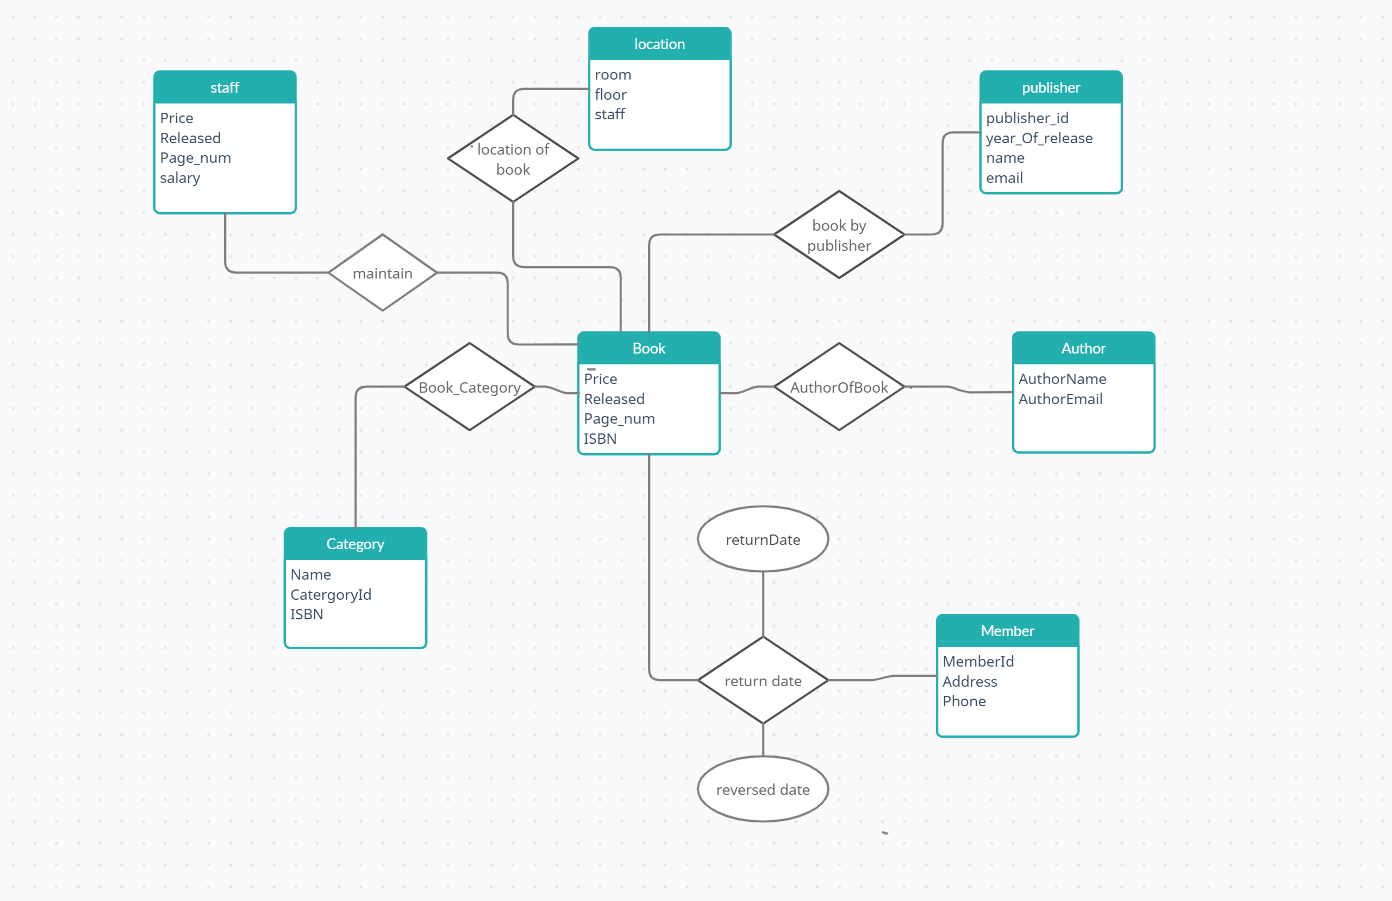 location
room
floor
staff
staff
Price
Released
Page_num
salary
publisher
publisher_id
year_Of_release
name
email
location of
book
book by
publisher
maintain
Book
Price
Released
Page_num
ISBN
Book_Category
AuthorOfBook
Author
AuthorName
AuthorEmail
Category
Name
CatergoryId
ISBN
returnDate
return date
Member
MemberId
Address
Phone
reversed date